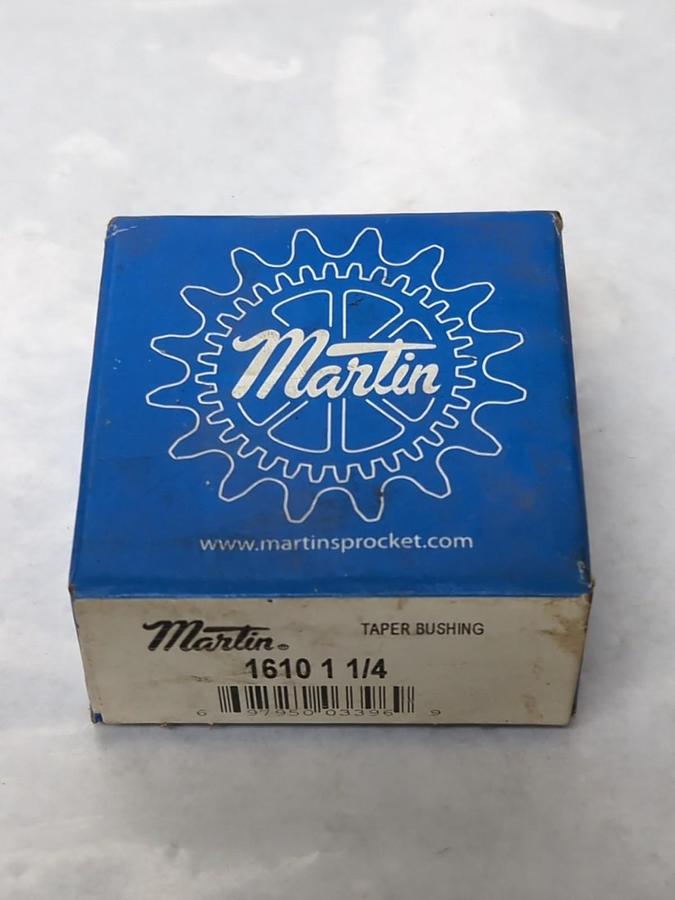 Martin
www.martinsprocket.com
Martin®
TAPER BUSHING
1610 1 1/4
6 97950 03396 9